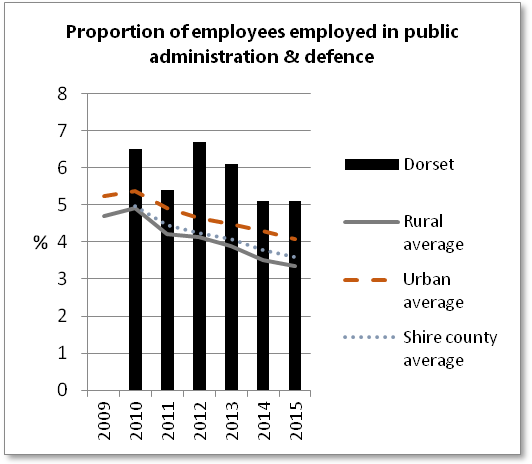 Proportion of employees employed in public
administration & defence
8
7
6
5
4
3
2
1
0
%
2009
2010
2011
2012
2013
2014
2015
Dorset
Rural
average
Urban
average
Shire county
average